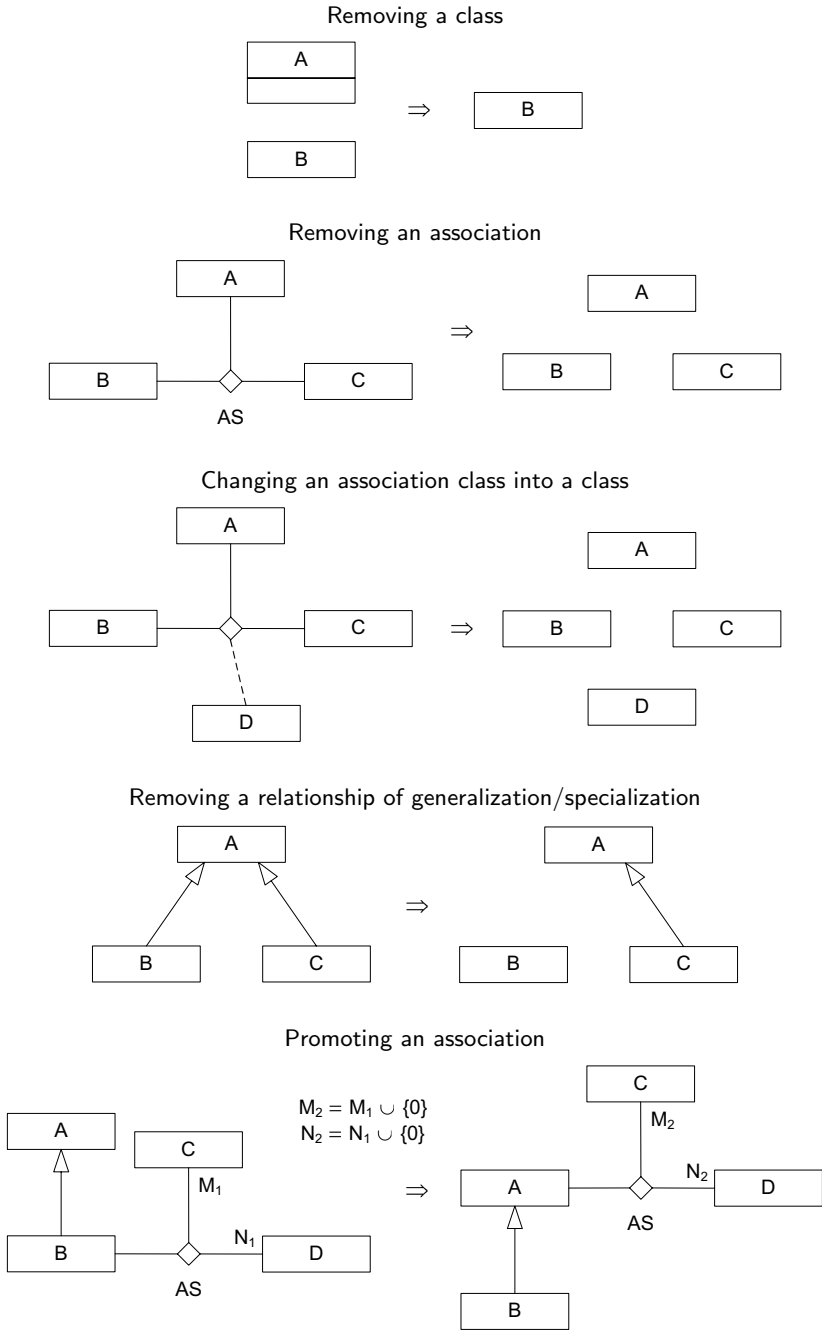 Removing a class
A
⇒
B
B
Removing an association
A
A
⇒
B
C
B
C
AS
Changing an association class into a class
A
A
B
C
⇒
B
C
D
D
Removing a relationship of generalization/specialization
A
A
⇒
B
C
B
C
Promoting an association
C
M₂ = M₁ ∪ {0}
M₂
A
N₂ = N₁ ∪ {0}
C
N₂
M₁
⇒
A
D
AS
N₁
B
D
AS
B